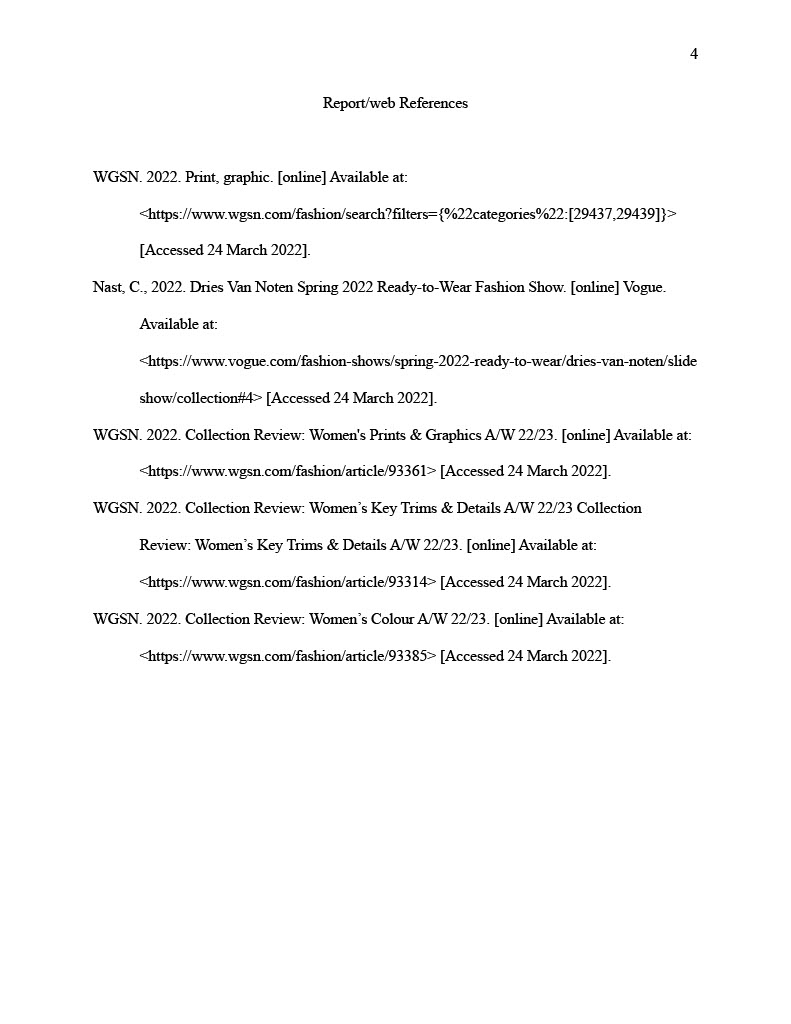 4
Report/web References
WGSN. 2022. Print, graphic. [online] Available at:
<https://www.wgsn.com/fashion/search?filters={%22categories%22:[29437,29439]}>
[Accessed 24 March 2022].
Nast, C., 2022. Dries Van Noten Spring 2022 Ready-to-Wear Fashion Show. [online] Vogue.
Available at:
<https://www.vogue.com/fashion-shows/spring-2022-ready-to-wear/dries-van-noten/slide
show/collection#4> [Accessed 24 March 2022].
WGSN. 2022. Collection Review: Women's Prints & Graphics A/W 22/23. [online] Available at:
<https://www.wgsn.com/fashion/article/93361> [Accessed 24 March 2022].
WGSN. 2022. Collection Review: Women’s Key Trims & Details A/W 22/23 Collection
Review: Women’s Key Trims & Details A/W 22/23. [online] Available at:
<https://www.wgsn.com/fashion/article/93314> [Accessed 24 March 2022].
WGSN. 2022. Collection Review: Women’s Colour A/W 22/23. [online] Available at:
<https://www.wgsn.com/fashion/article/93385> [Accessed 24 March 2022].